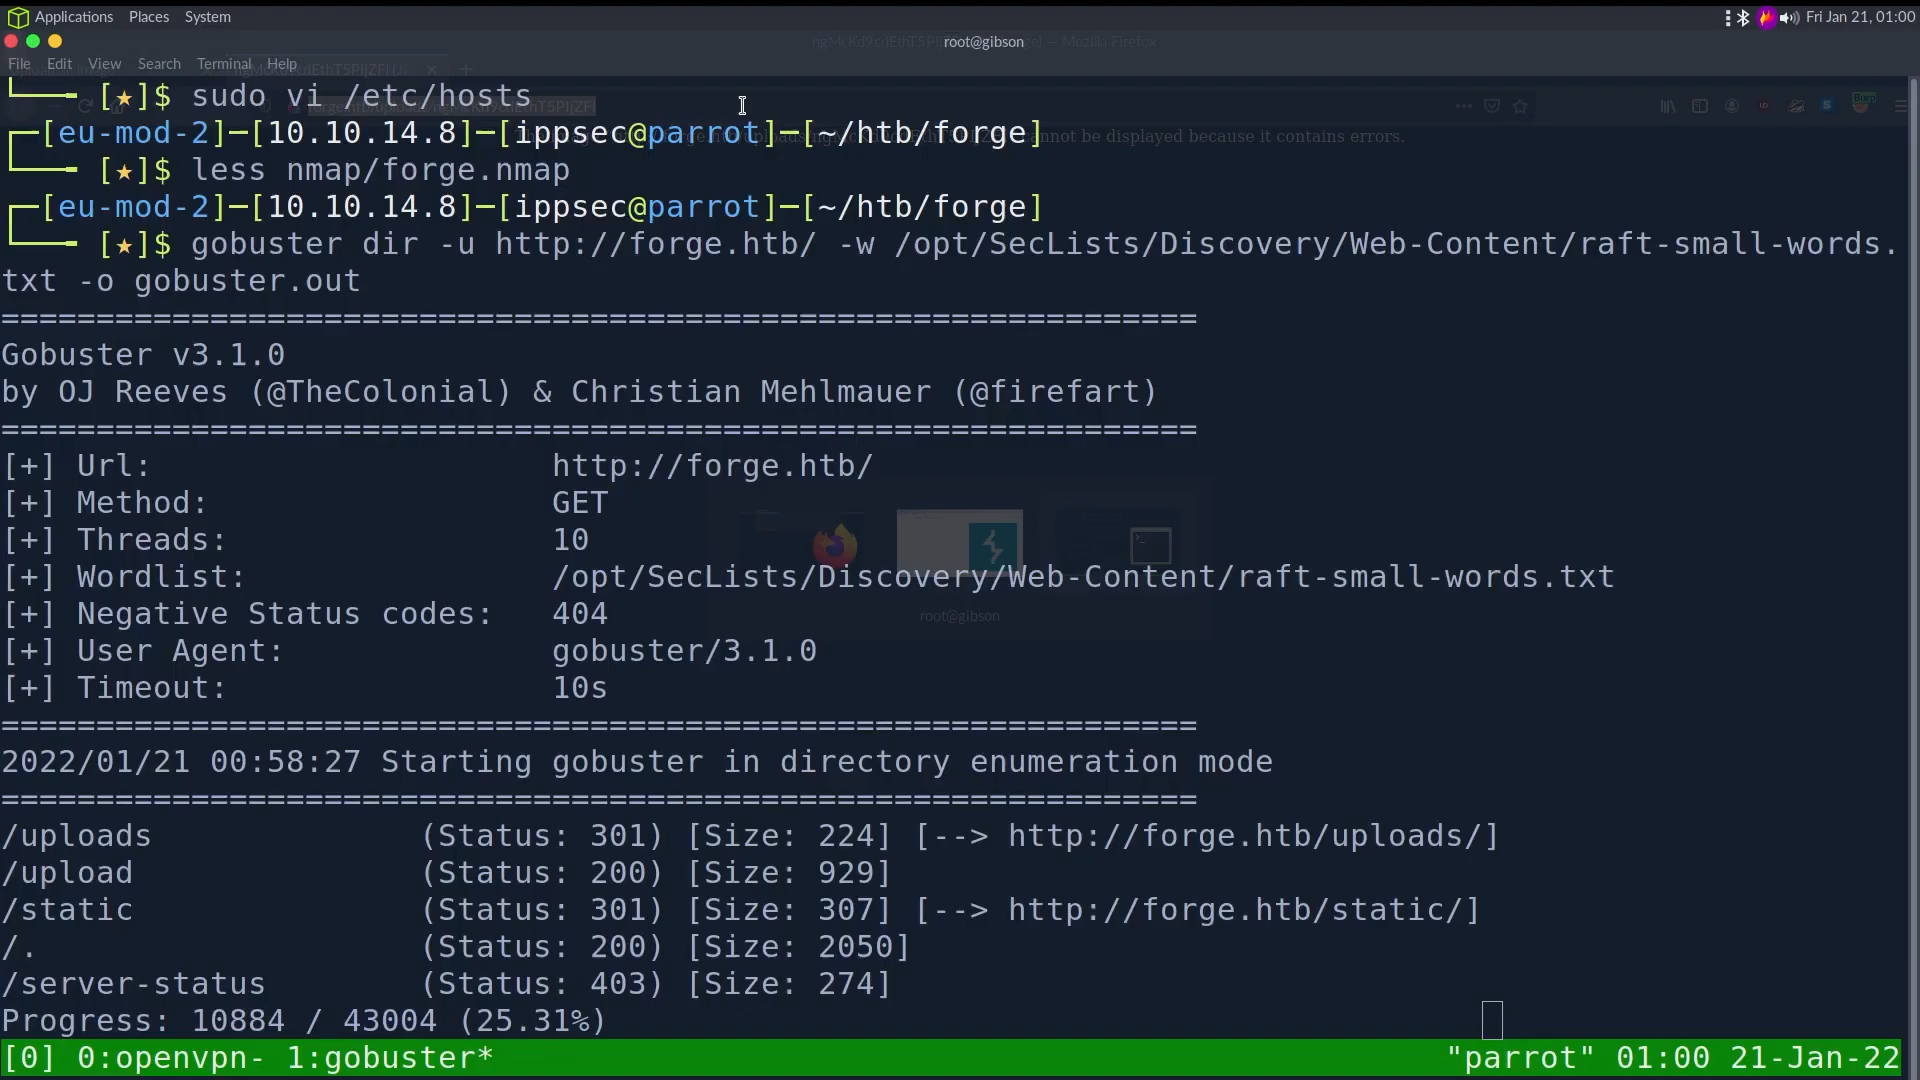 Applications Places System Fri Jan 21, 01:00
root@gibson
File Edit View Search Terminal Help
[★]$ sudo vi /etc/hosts
[eu-mod-2]─[10.10.14.8]─[ippsec@parrot]─[~/htb/forge]
[★]$ less nmap/forge.nmap
[eu-mod-2]─[10.10.14.8]─[ippsec@parrot]─[~/htb/forge]
[★]$ gobuster dir -u http://forge.htb/ -w /opt/SecLists/Discovery/Web-Content/raft-small-words.
txt -o gobuster.out
===============================================================
Gobuster v3.1.0
by OJ Reeves (@TheColonial) & Christian Mehlmauer (@firefart)
===============================================================
[+] Url:                     http://forge.htb/
[+] Method:                  GET
[+] Threads:                 10
[+] Wordlist:                /opt/SecLists/Discovery/Web-Content/raft-small-words.txt
[+] Negative Status codes:   404
root@gibson
[+] User Agent:              gobuster/3.1.0
[+] Timeout:                 10s
===============================================================
2022/01/21 00:58:27 Starting gobuster in directory enumeration mode
===============================================================
/uploads              (Status: 301) [Size: 224] [--> http://forge.htb/uploads/]
/upload               (Status: 200) [Size: 929]
/static               (Status: 301) [Size: 307] [--> http://forge.htb/static/]
/.                    (Status: 200) [Size: 2050]
/server-status        (Status: 403) [Size: 274]
Progress: 10884 / 43004 (25.31%)
[0] 0:openvpn- 1:gobuster* "parrot" 01:00 21-Jan-22